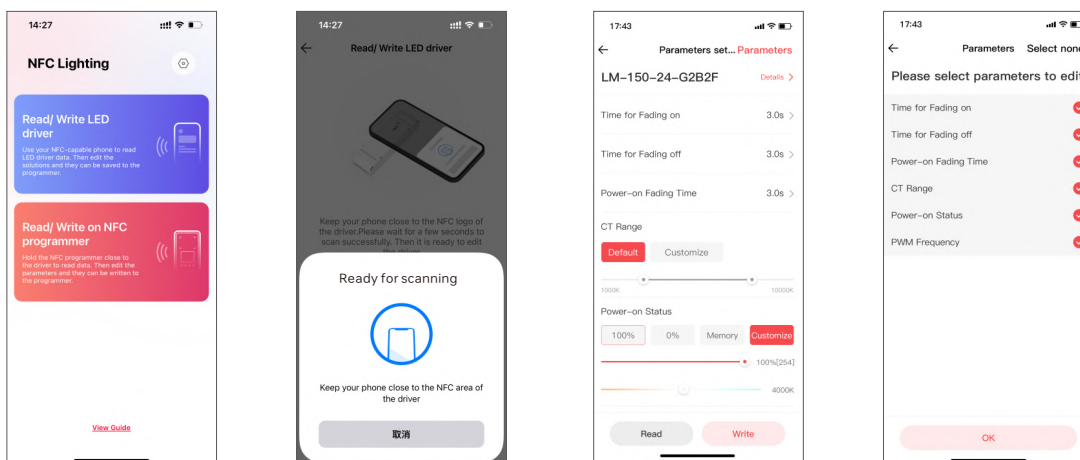 14:27
NFC Lighting
Read/ Write LED
driver
Use your NFC-capable phone to read
LED driver data. Then edit the
solutions and they can be saved to the
programmer.
Read/ Write on NFC
programmer
Hold the NFC programmer close to
the driver to read data. Then edit the
parameters and they can be written to
the programmer.
View Guide
14:27
Read/ Write LED driver
Keep your phone close to the NFC logo of
the driver.Please wait for a few seconds to
scan successfully. Then it is ready to edit
the driver
Ready for scanning
Keep your phone close to the NFC area of
the driver
取消
17:43
Parameters set... Parameters
LM-150-24-G2B2F Details
Time for Fading on 3.0s
Time for Fading off 3.0s
Power-on Fading Time 3.0s
CT Range
Default Customize
1000K 10000K
Power-on Status
100% 0% Memory Customize
100%[254]
4000K
Read Write
17:43
Parameters Select none
Please select parameters to edit
Time for Fading on
Time for Fading off
Power-on Fading Time
CT Range
Power-on Status
PWM Frequency
OK